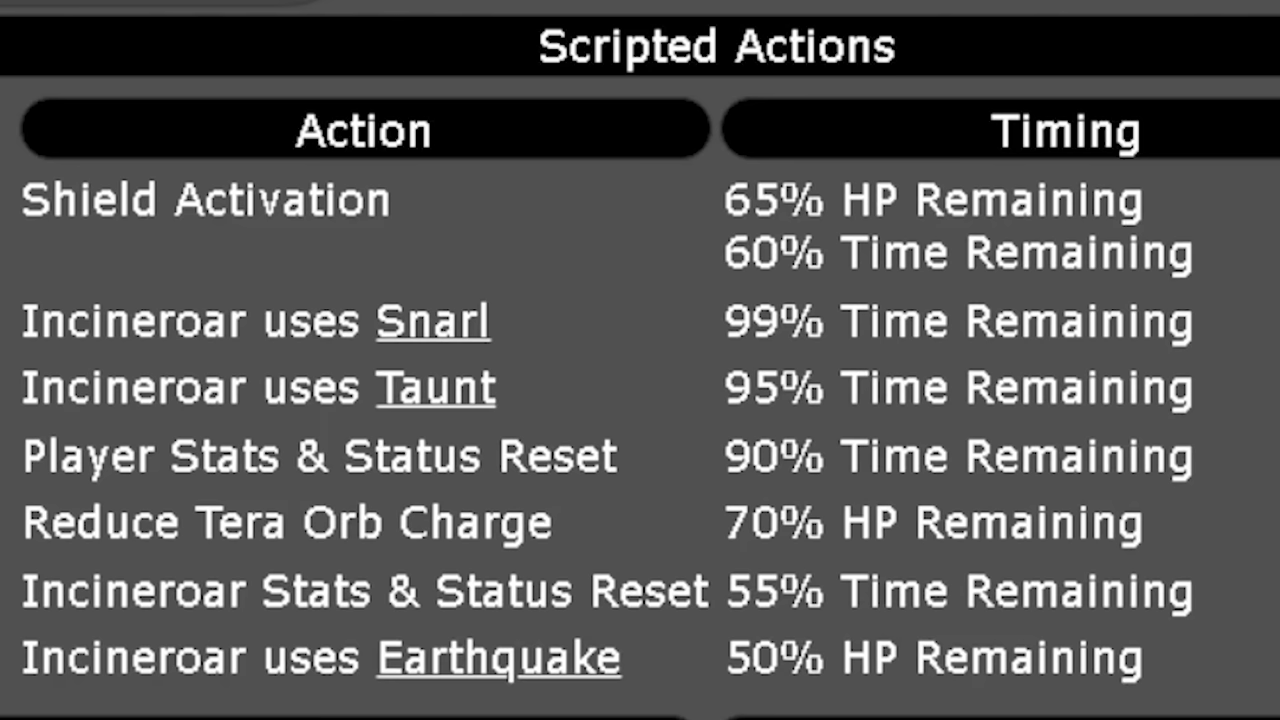 Scripted Actions
Action Timing
Shield Activation 65% HP Remaining
60% Time Remaining
Incineroar uses Snarl 99% Time Remaining
Incineroar uses Taunt 95% Time Remaining
Player Stats & Status Reset 90% Time Remaining
Reduce Tera Orb Charge 70% HP Remaining
Incineroar Stats & Status Reset 55% Time Remaining
Incineroar uses Earthquake 50% HP Remaining